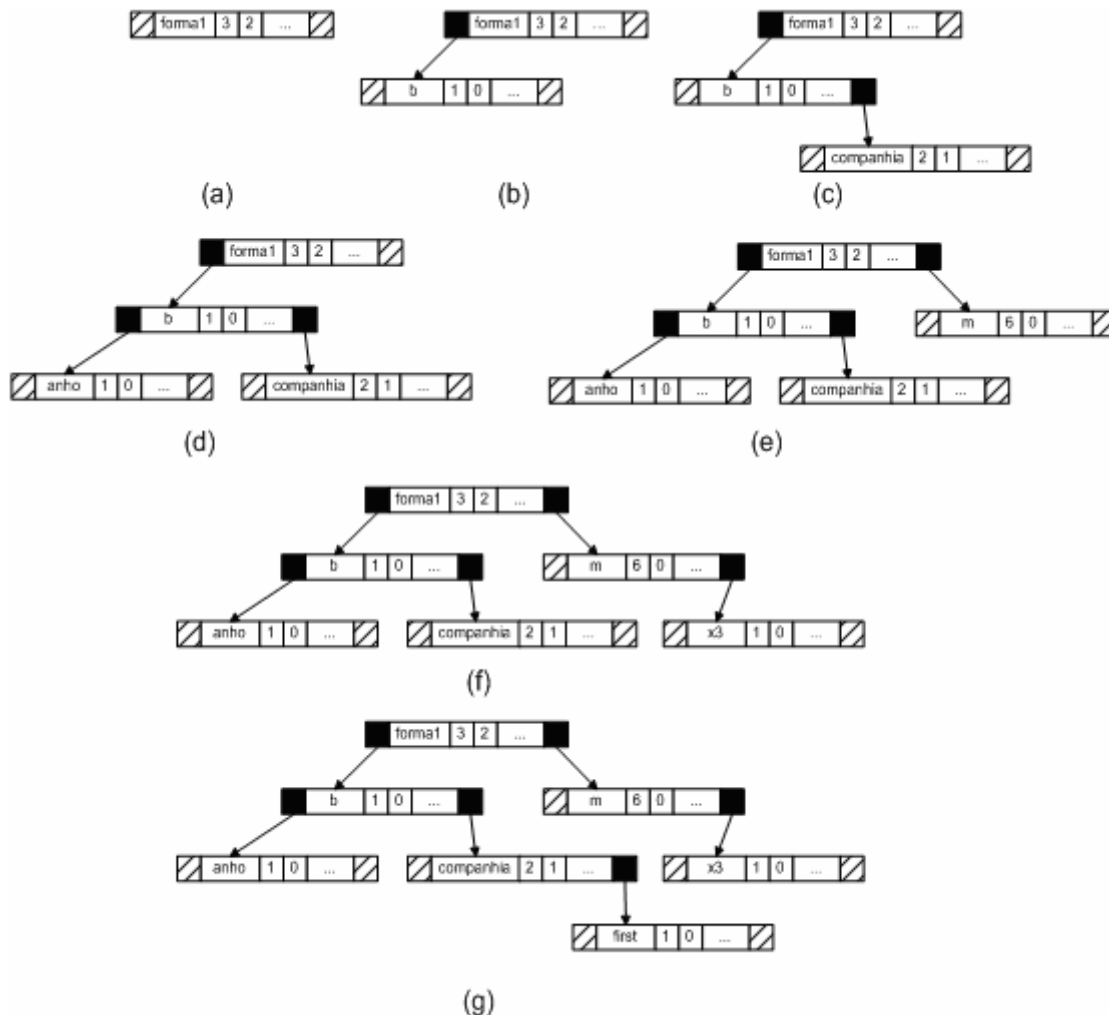 forma1 3 2 ... forma1 3 2 ... forma1 3 2 ...
b 1 0 ... b 1 0 ...
companhia 2 1 ...
(a) (b) (c)
forma1 3 2 ... forma1 3 2 ...
b 1 0 ... b 1 0 ... m 6 0 ...
anho 1 0 ... companhia 2 1 ... anho 1 0 ... companhia 2 1 ...
(d) (e)
forma1 3 2 ...
b 1 0 ... m 6 0 ...
anho 1 0 ... companhia 2 1 ... x3 1 0 ...
(f)
forma1 3 2 ...
b 1 0 ... m 6 0 ...
anho 1 0 ... companhia 2 1 ... x3 1 0 ...
first 1 0 ...
(g)